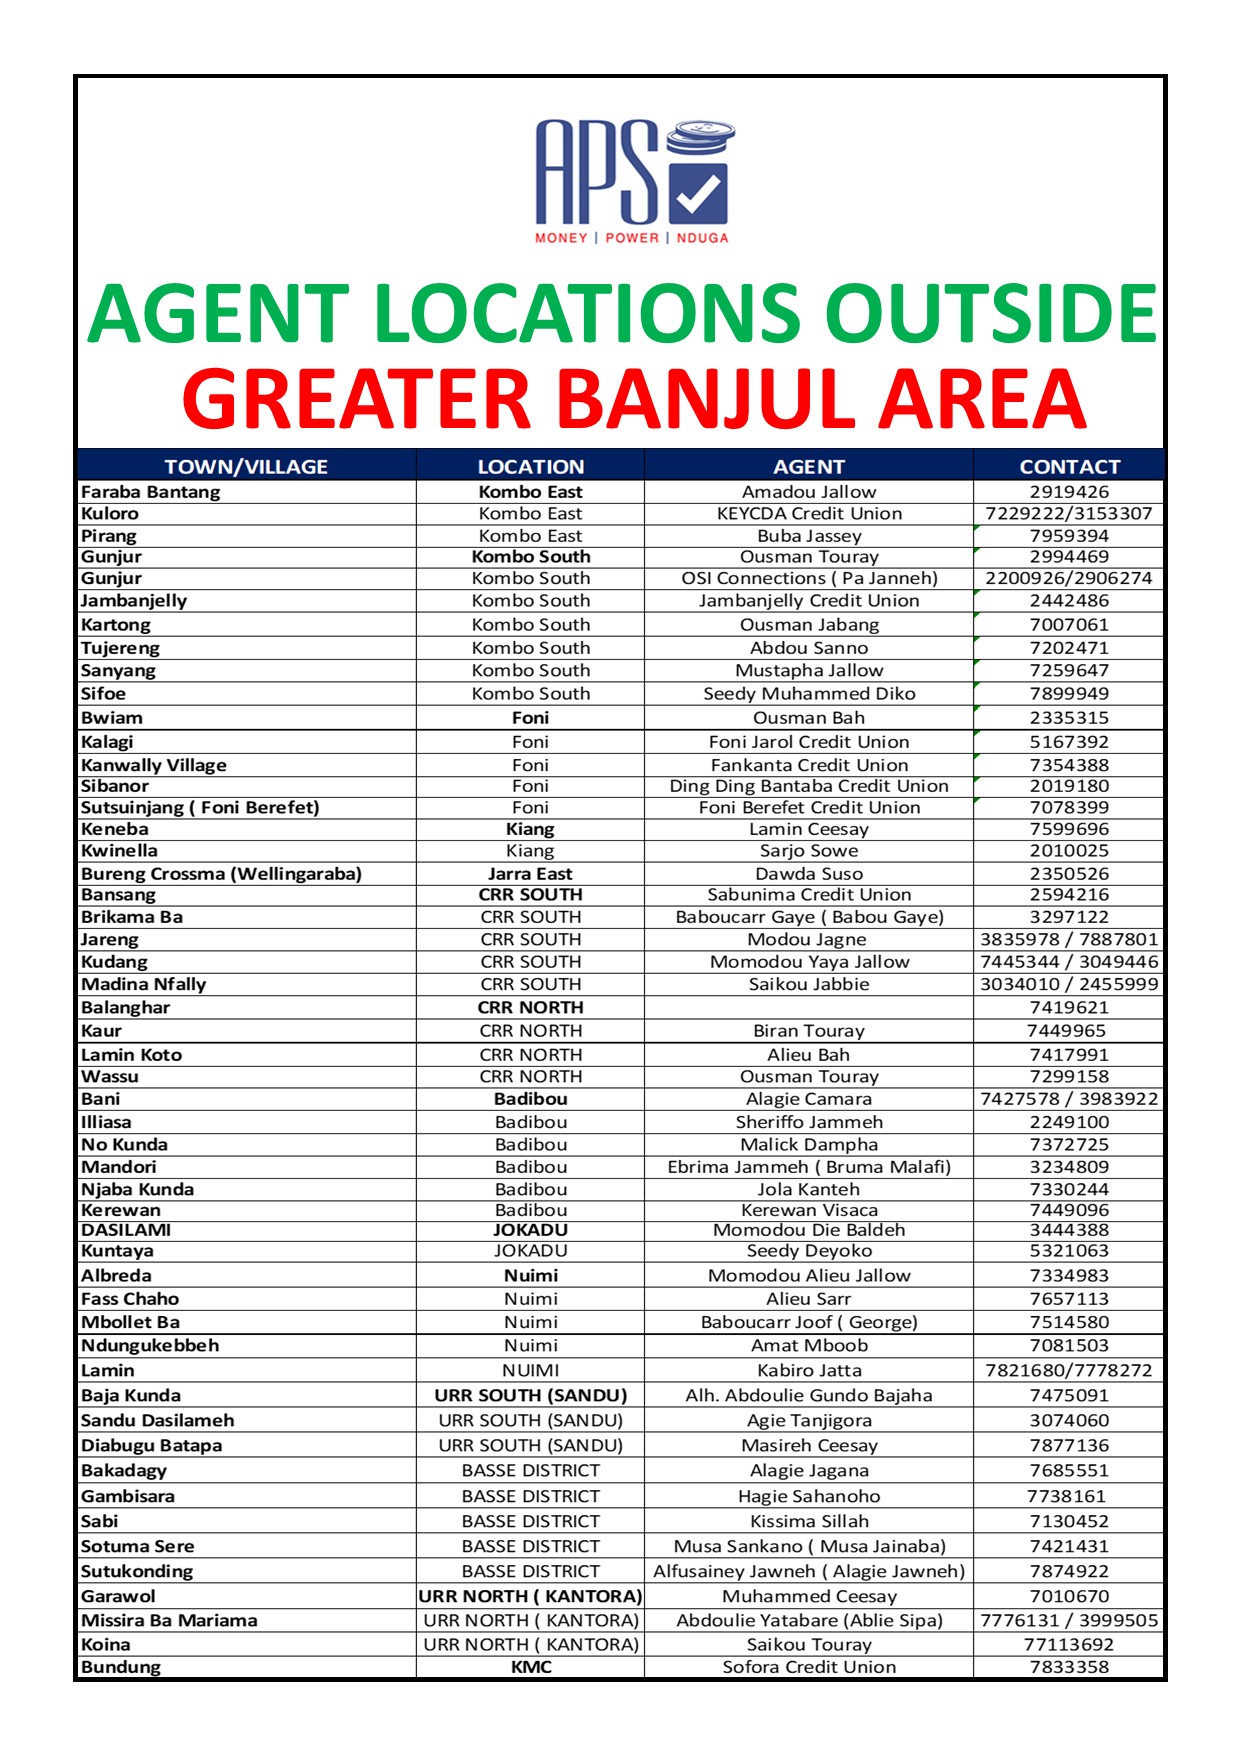 APS
MONEY | POWER | NDUGA
AGENT LOCATIONS OUTSIDE
GREATER BANJUL AREA
TOWN/VILLAGE LOCATION AGENT CONTACT
Faraba Bantang Kombo East Amadou Jallow 2919426
Kuloro Kombo East KEYCDA Credit Union 7229222/3153307
Pirang Kombo East Buba Jassey 7959394
Gunjur Kombo South Ousman Touray 2994469
Gunjur Kombo South OSI Connections ( Pa Janneh) 2200926/2906274
Jambanjelly Kombo South Jambanjelly Credit Union 2442486
Kartong Kombo South Ousman Jabang 7007061
Tujereng Kombo South Abdou Sanno 7202471
Sanyang Kombo South Mustapha Jallow 7259647
Sifoe Kombo South Seedy Muhammed Diko 7899949
Bwiam Foni Ousman Bah 2335315
Kalagi Foni Foni Jarol Credit Union 5167392
Kanwally Village Foni Fankanta Credit Union 7354388
Sibanor Foni Ding Ding Bantaba Credit Union 2019180
Sutsuinjang ( Foni Berefet) Foni Foni Berefet Credit Union 7078399
Keneba Kiang Lamin Ceesay 7599696
Kwinella Kiang Sarjo Sowe 2010025
Bureng Crossma (Wellingaraba) Jarra East Dawda Suso 2350526
Bansang CRR SOUTH Sabunima Credit Union 2594216
Brikama Ba CRR SOUTH Baboucarr Gaye ( Babou Gaye) 3297122
Jareng CRR SOUTH Modou Jagne 3835978 / 7887801
Kudang CRR SOUTH Momodou Yaya Jallow 7445344 / 3049446
Madina Nfally CRR SOUTH Saikou Jabbie 3034010 / 2455999
Balanghar CRR NORTH 7419621
Kaur CRR NORTH Biran Touray 7449965
Lamin Koto CRR NORTH Alieu Bah 7417991
Wassu CRR NORTH Ousman Touray 7299158
Bani Badibou Alagie Camara 7427578 / 3983922
Illiasa Badibou Sheriffo Jammeh 2249100
No Kunda Badibou Malick Dampha 7372725
Mandori Badibou Ebrima Jammeh ( Bruma Malafi) 3234809
Njaba Kunda Badibou Jola Kanteh 7330244
Kerewan Badibou Kerewan Visaca 7449096
DASILAMI JOKADU Momodou Die Baldeh 3444388
Kuntaya JOKADU Seedy Deyoko 5321063
Albreda Nuimi Momodou Alieu Jallow 7334983
Fass Chaho Nuimi Alieu Sarr 7657113
Mbollet Ba Nuimi Baboucarr Joof ( George) 7514580
Ndungukebbeh Nuimi Amat Mboob 7081503
Lamin NUIMI Kabiro Jatta 7821680/7778272
Baja Kunda URR SOUTH (SANDU) Alh. Abdoulie Gundo Bajaha 7475091
Sandu Dasilameh URR SOUTH (SANDU) Agie Tanjigora 3074060
Diabugu Batapa URR SOUTH (SANDU) Masireh Ceesay 7877136
Bakadagy BASSE DISTRICT Alagie Jagana 7685551
Gambisara BASSE DISTRICT Hagie Sahanoho 7738161
Sabi BASSE DISTRICT Kissima Sillah 7130452
Sotuma Sere BASSE DISTRICT Musa Sankano ( Musa Jainaba) 7421431
Sutukonding BASSE DISTRICT Alfusainey Jawneh ( Alagie Jawneh) 7874922
Garawol URR NORTH ( KANTORA) Muhammed Ceesay 7010670
Missira Ba Mariama URR NORTH ( KANTORA) Abdoulie Yatabare (Ablie Sipa) 7776131 / 3999505
Koina URR NORTH ( KANTORA) Saikou Touray 77113692
Bundung KMC Sofora Credit Union 7833358